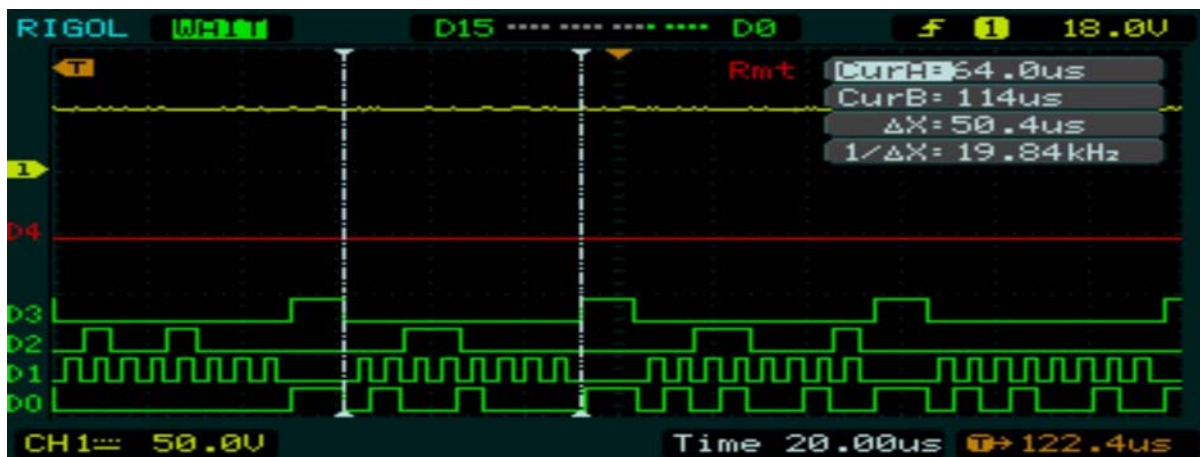 RIGOL WAIT D15 D0 1 18.0V
T Rmt CurA=64.0us
CurB=114us
ΔX=50.4us
1/ΔX=19.84kHz
1
D4
D3
D2
D1
D0
CH1 50.0V Time 20.00us T→122.4us